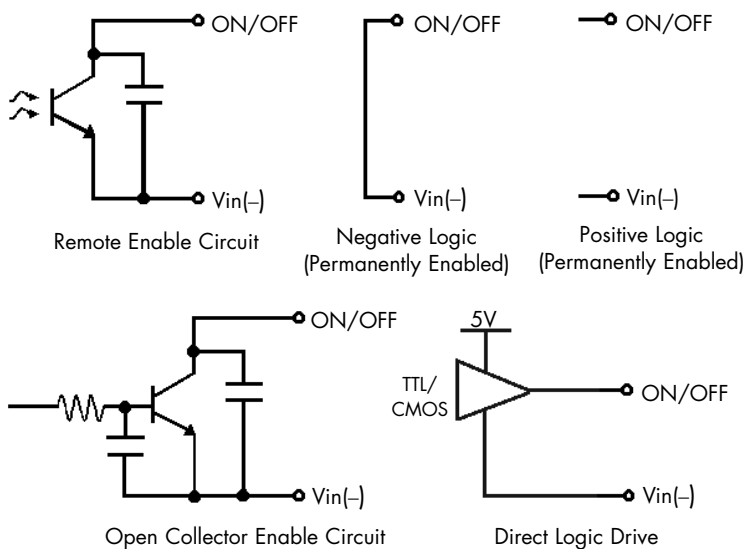 ON/OFF
Vin(–)
Remote Enable Circuit
ON/OFF
Vin(–)
Negative Logic
(Permanently Enabled)
ON/OFF
Vin(–)
Positive Logic
(Permanently Enabled)
ON/OFF
Vin(–)
Open Collector Enable Circuit
5V
TTL/
CMOS
ON/OFF
Vin(–)
Direct Logic Drive